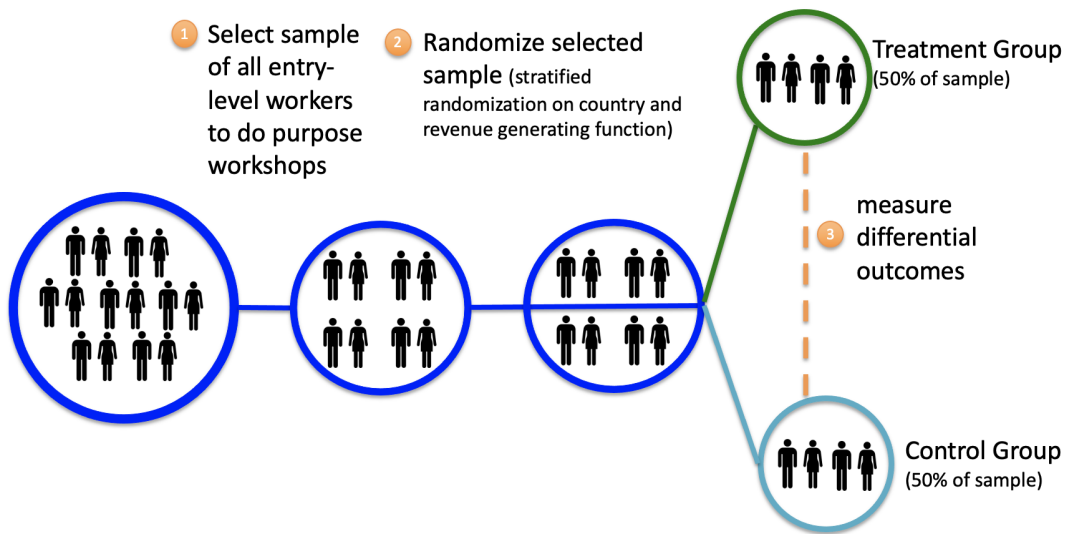 1
Select sample
of all entry-
level workers
to do purpose
workshops
2
Randomize selected
sample (stratified
randomization on country and
revenue generating function)
Treatment Group
(50% of sample)
3
measure
differential
outcomes
Control Group
(50% of sample)